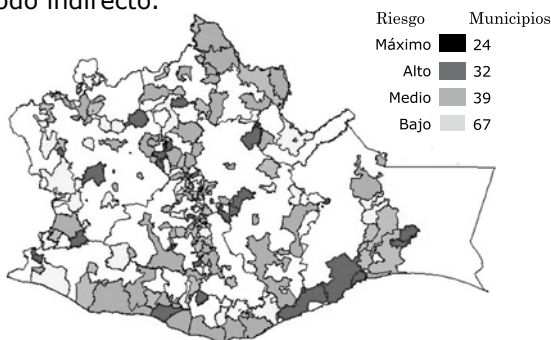 odo indirecto.
Riesgo Municipios
Máximo 24
Alto 32
Medio 39
Bajo 67